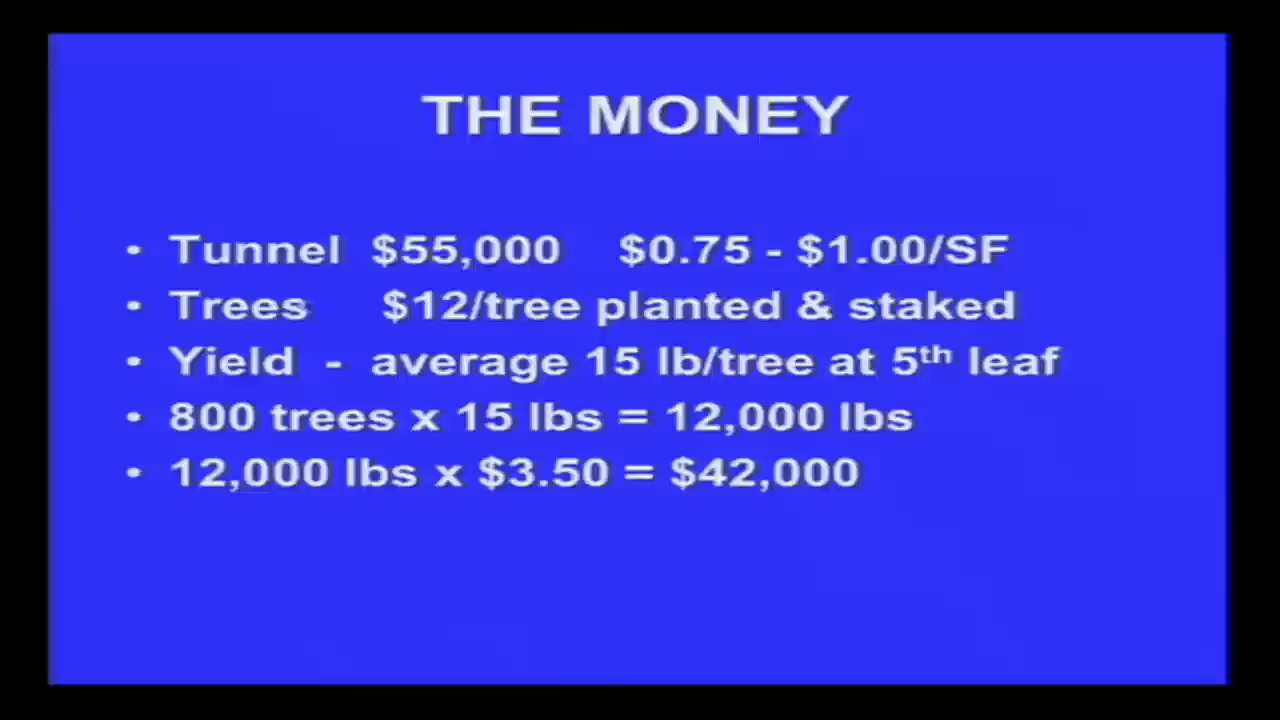 THE MONEY
• Tunnel $55,000 $0.75 - $1.00/SF
• Trees $12/tree planted & staked
• Yield - average 15 lb/tree at 5th leaf
• 800 trees x 15 lbs = 12,000 lbs
• 12,000 lbs x $3.50 = $42,000